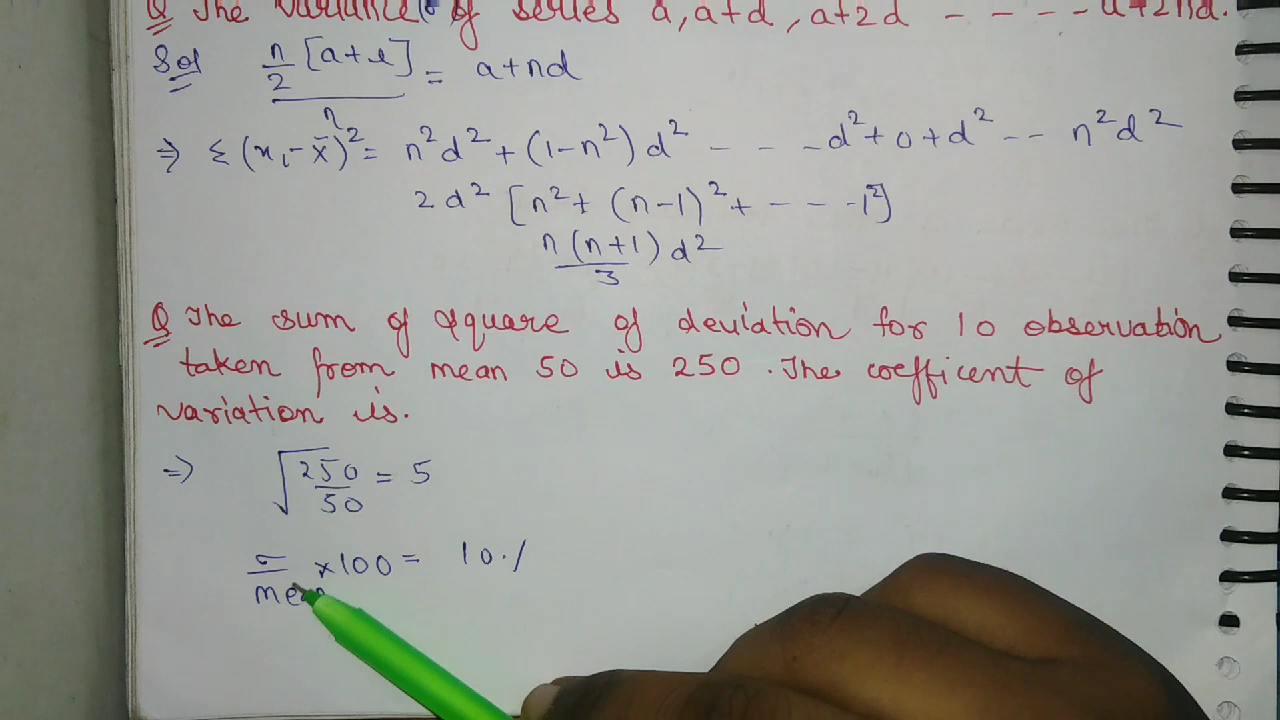 Q The variance of series a, a+d, a+2d - - - - a+2nd.
Sol n/2 [a+l] / n = a+nd
⇒ Σ(xi-x̄)² = n²d² + (1-n²)d² - - - d²+0+d² -- n²d²
2d² [n²+ (n-1)²+ - - - 1²]
n(n+1)/3 d²
Q The sum of square of deviation for 10 observation
taken from mean 50 is 250. The coefficent of
variation is.
⇒ √250/50 = 5
σ/mean ×100 = 10%